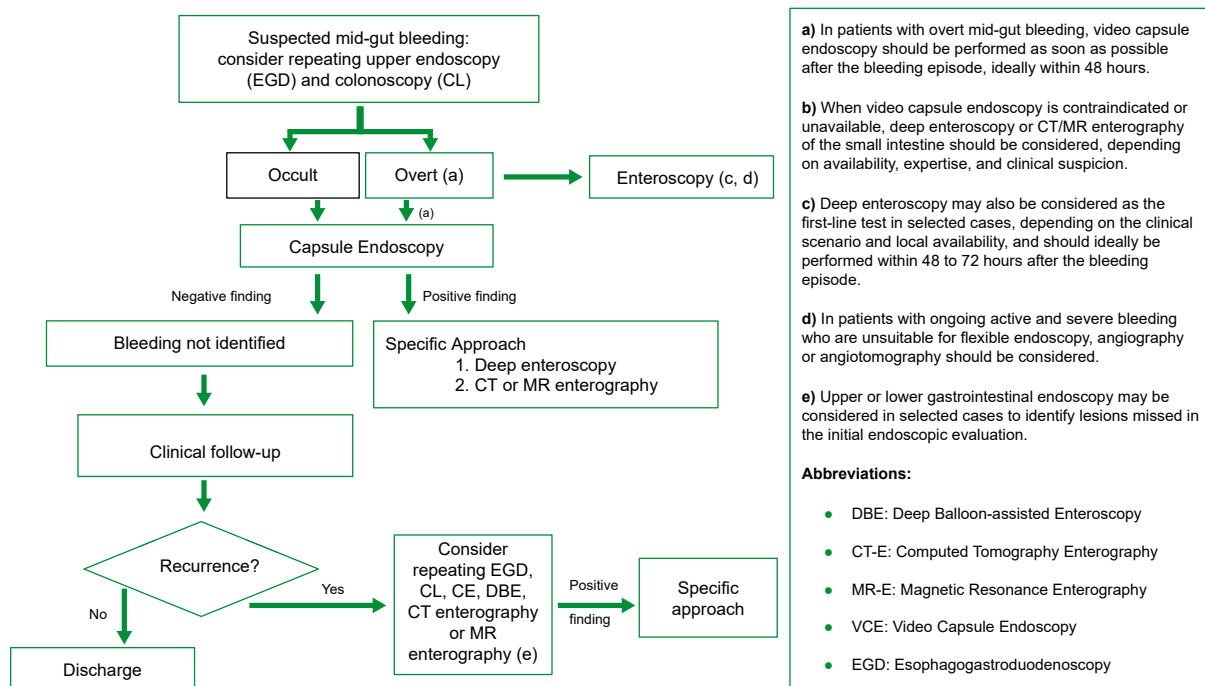 Suspected mid-gut bleeding:
consider repeating upper endoscopy
(EGD) and colonoscopy (CL)
Occult
Overt (a)
Enteroscopy (c, d)
(a)
Capsule Endoscopy
Negative finding
Positive finding
Bleeding not identified
Specific Approach
1. Deep enteroscopy
2. CT or MR enterography
Clinical follow-up
Recurrence?
Yes
No
Discharge
Consider
repeating EGD,
CL, CE, DBE,
CT enterography
or MR
enterography (e)
Positive
finding
Specific
approach
a) In patients with overt mid-gut bleeding, video capsule
endoscopy should be performed as soon as possible
after the bleeding episode, ideally within 48 hours.
b) When video capsule endoscopy is contraindicated or
unavailable, deep enteroscopy or CT/MR enterography
of the small intestine should be considered, depending
on availability, expertise, and clinical suspicion.
c) Deep enteroscopy may also be considered as the
first-line test in selected cases, depending on the clinical
scenario and local availability, and should ideally be
performed within 48 to 72 hours after the bleeding
episode.
d) In patients with ongoing active and severe bleeding
who are unsuitable for flexible endoscopy, angiography
or angiotomography should be considered.
e) Upper or lower gastrointestinal endoscopy may be
considered in selected cases to identify lesions missed in
the initial endoscopic evaluation.
Abbreviations:
● DBE: Deep Balloon-assisted Enteroscopy
● CT-E: Computed Tomography Enterography
● MR-E: Magnetic Resonance Enterography
● VCE: Video Capsule Endoscopy
● EGD: Esophagogastroduodenoscopy